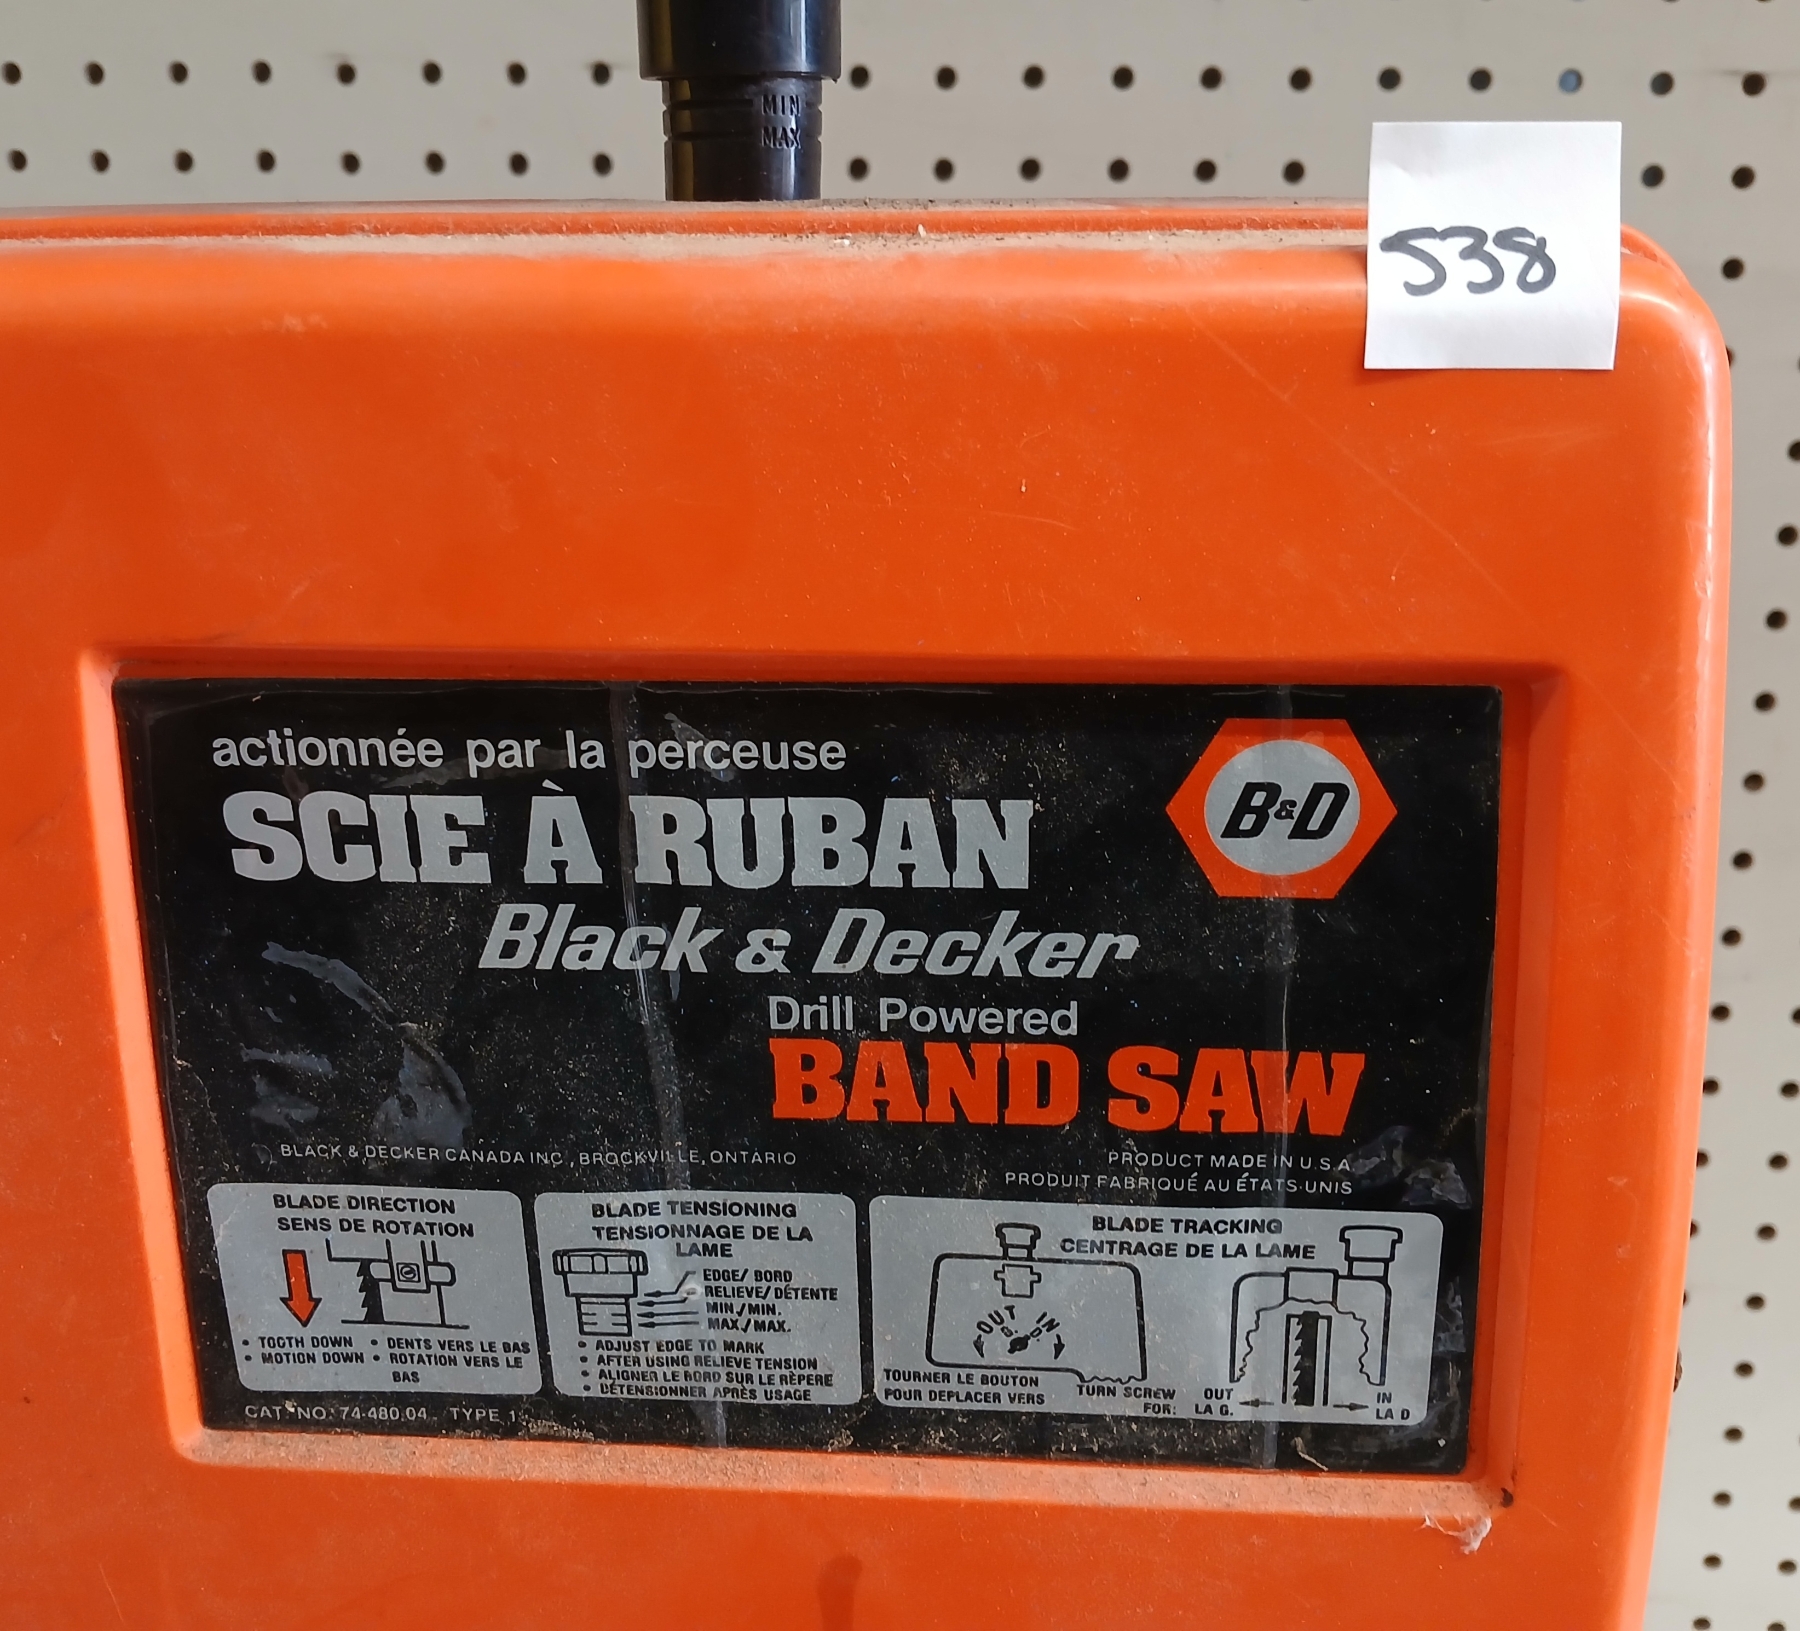 MIN
MAX
538
actionnée par la perceuse
SCIE À RUBAN
B&D
Black & Decker
Drill Powered
BAND SAW
BLACK & DECKER CANADA INC., BROCKVILLE, ONTARIO
PRODUCT MADE IN U.S.A.
PRODUIT FABRIQUÉ AU ÉTATS-UNIS
BLADE DIRECTION
SENS DE ROTATION
• TOOTH DOWN • DENTS VERS LE BAS
• MOTION DOWN • ROTATION VERS LE
BAS
BLADE TENSIONING
TENSIONNAGE DE LA
LAME
EDGE/ BORD
RELIEVE/ DÉTENTE
MIN./MIN.
MAX./MAX.
• ADJUST EDGE TO MARK
• AFTER USING RELIEVE TENSION
• ALIGNER LE BORD SUR LE RÈPERE
• DÉTENSIONNER APRÈS USAGE
BLADE TRACKING
CENTRAGE DE LA LAME
OUT IN
G. D.
TOURNER LE BOUTON
POUR DEPLACER VERS
TURN SCREW
FOR:
OUT
LA G.
IN
LA D
CAT. NO. 74-480.04 TYPE 1